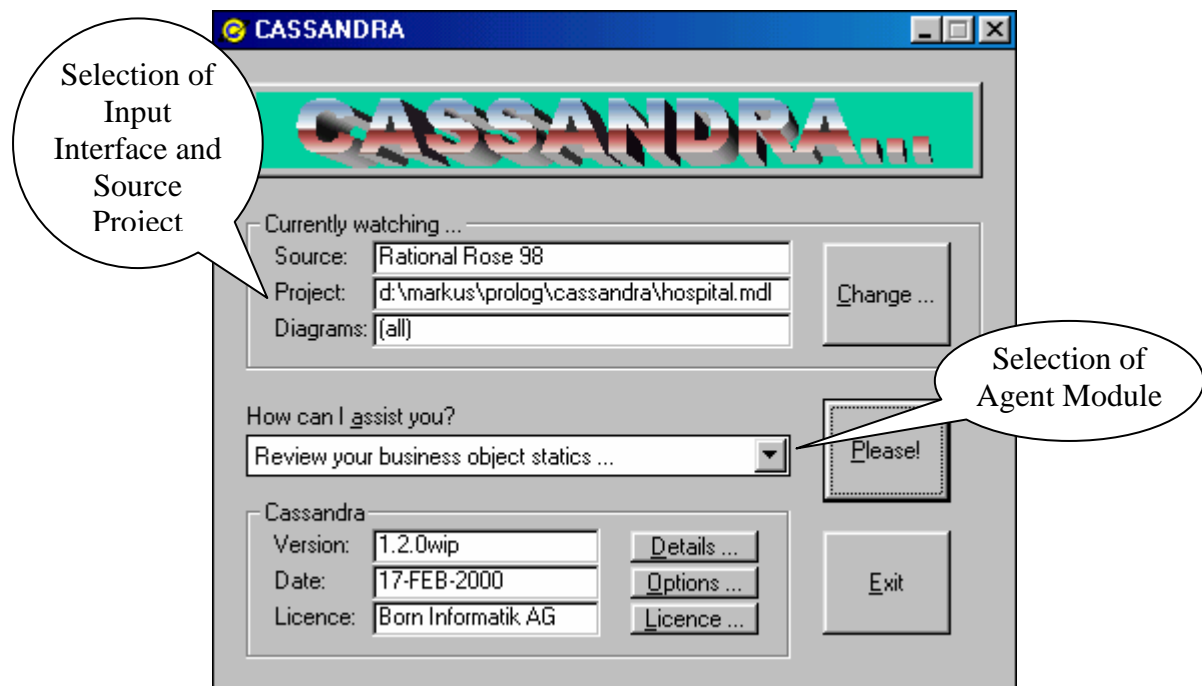 CASSANDRA
Selection of
Input
Interface and
Source
Project
CASSANDRA...
Currently watching ...
Source: Rational Rose 98
Project: d:\markus\prolog\cassandra\hospital.mdl
Change ...
Diagrams: (all)
Selection of
Agent Module
How can I assist you?
Review your business object statics ...
Please!
Cassandra
Version: 1.2.0wip
Details ...
Date: 17-FEB-2000
Options ...
Exit
Licence: Born Informatik AG
Licence ...